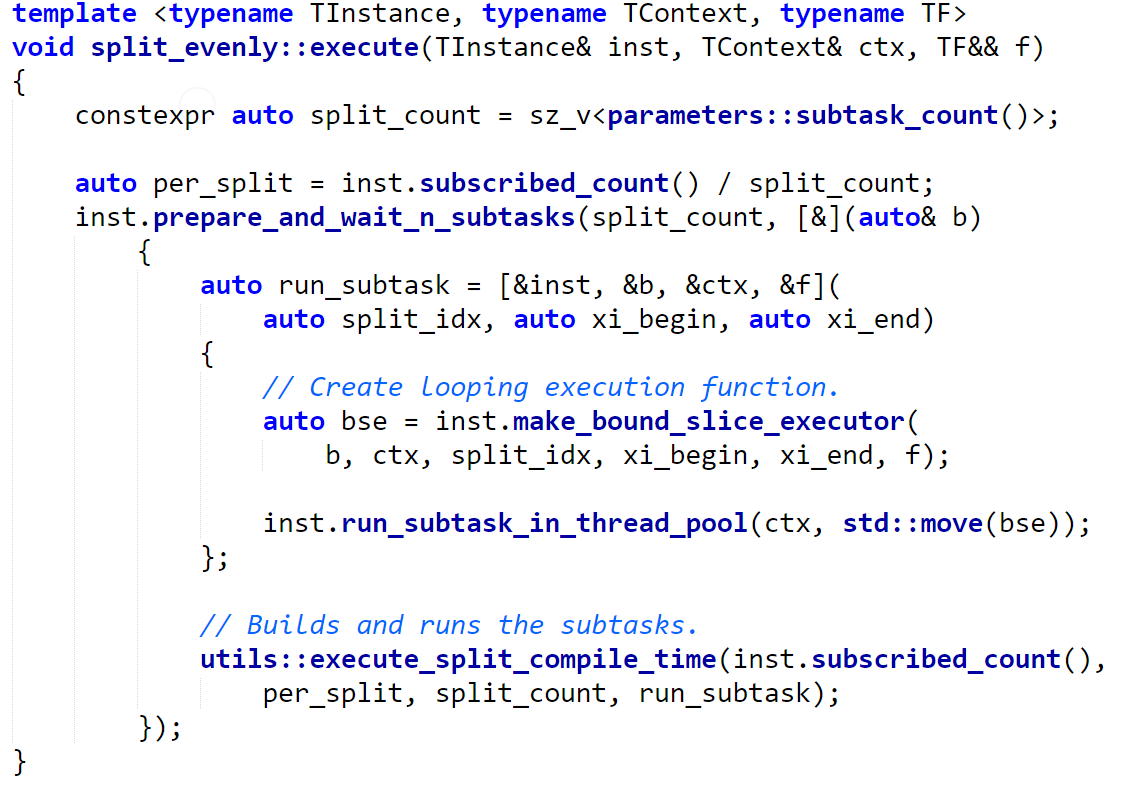 template <typename TInstance, typename TContext, typename TF>
void split_evenly::execute(TInstance& inst, TContext& ctx, TF&& f)
{
    constexpr auto split_count = sz_v<parameters::subtask_count()>;

    auto per_split = inst.subscribed_count() / split_count;
    inst.prepare_and_wait_n_subtasks(split_count, [&](auto& b)
        {
            auto run_subtask = [&inst, &b, &ctx, &f](
                auto split_idx, auto xi_begin, auto xi_end)
            {
                // Create looping execution function.
                auto bse = inst.make_bound_slice_executor(
                    b, ctx, split_idx, xi_begin, xi_end, f);

                inst.run_subtask_in_thread_pool(ctx, std::move(bse));
            };

            // Builds and runs the subtasks.
            utils::execute_split_compile_time(inst.subscribed_count(),
                per_split, split_count, run_subtask);
        });
}